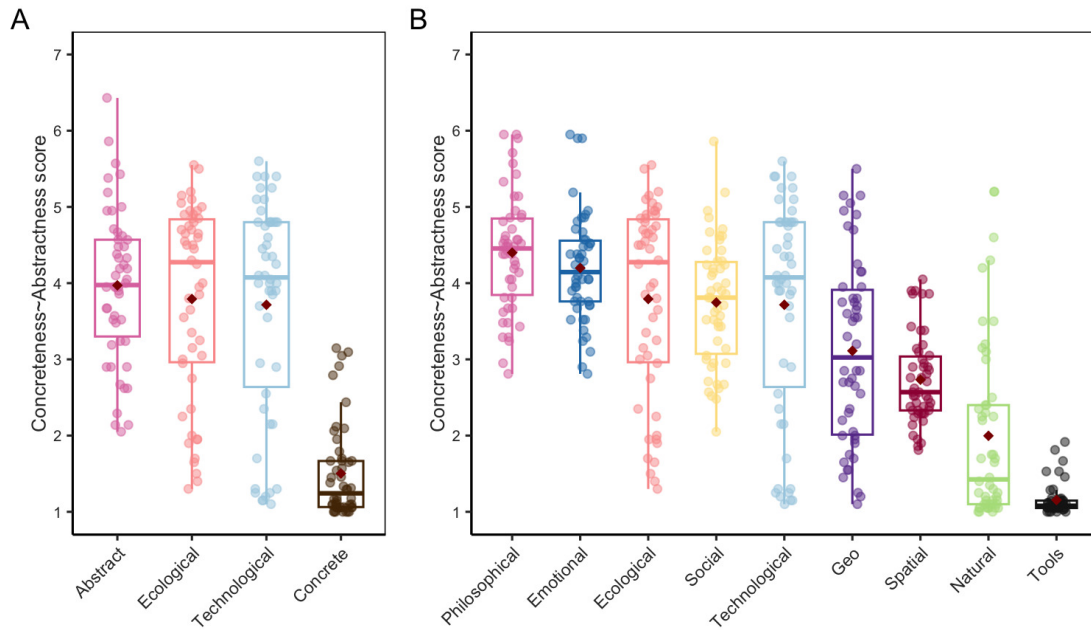 A
Concreteness-Abstractness score
7
6
5
4
3
2
1
Abstract
Ecological
Technological
Concrete
B
Concreteness-Abstractness score
7
6
5
4
3
2
1
Philosophical
Emotional
Ecological
Social
Technological
Geo
Spatial
Natural
Tools